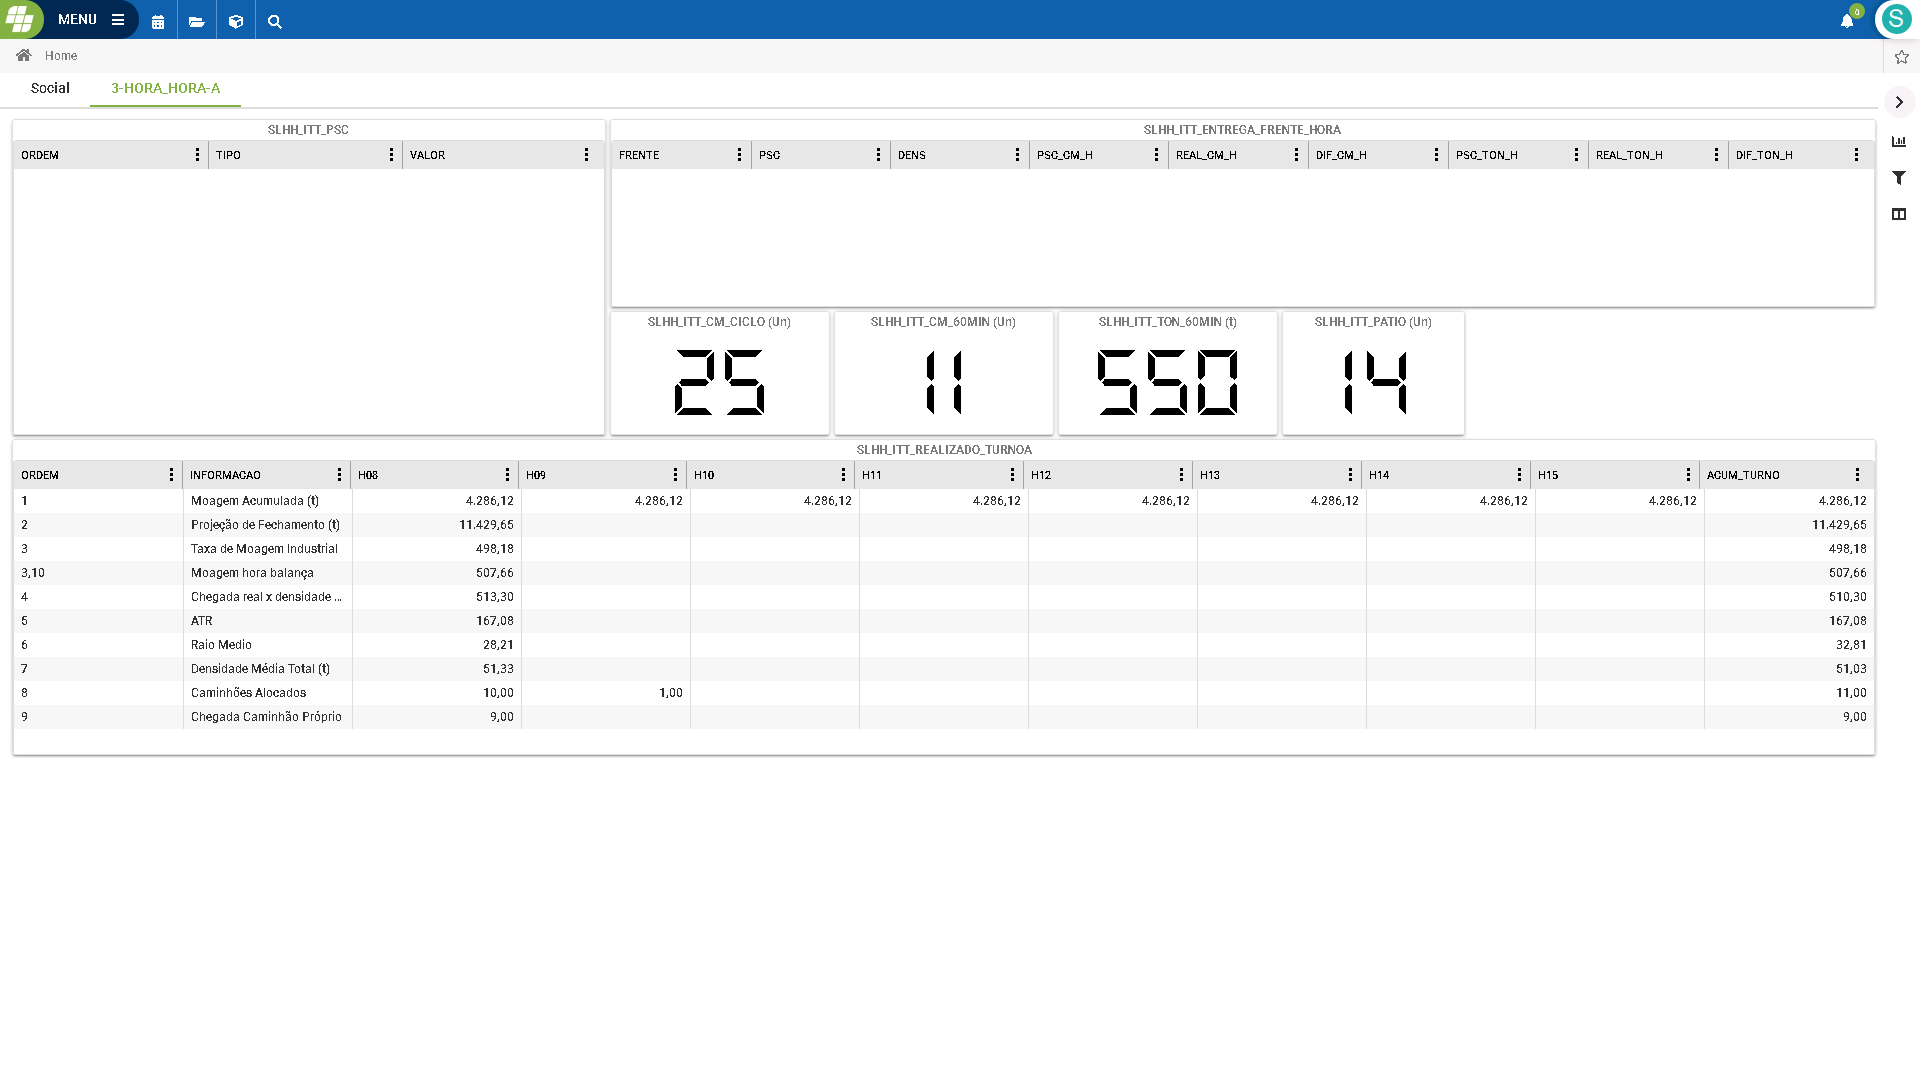 MENU
0
S
Home
Social 3-HORA_HORA-A
SLHH_ITT_PSC
ORDEM TIPO VALOR
SLHH_ITT_ENTREGA_FRENTE_HORA
FRENTE PSC DENS PSC_CM_H REAL_CM_H DIF_CM_H PSC_TON_H REAL_TON_H DIF_TON_H
SLHH_ITT_CM_CICLO (Un)
25
SLHH_ITT_CM_60MIN (Un)
11
SLHH_ITT_TON_60MIN (t)
550
SLHH_ITT_PATIO (Un)
14
SLHH_ITT_REALIZADO_TURNOA
ORDEM INFORMACAO H08 H09 H10 H11 H12 H13 H14 H15 ACUM_TURNO
1 Moagem Acumulada (t) 4.286,12 4.286,12 4.286,12 4.286,12 4.286,12 4.286,12 4.286,12 4.286,12 4.286,12
2 Projeção de Fechamento (t) 11.429,65 11.429,65
3 Taxa de Moagem Industrial 498,18 498,18
3,10 Moagem hora balança 507,66 507,66
4 Chegada real x densidade ... 513,30 510,30
5 ATR 167,08 167,08
6 Raio Medio 28,21 32,81
7 Densidade Média Total (t) 51,33 51,03
8 Caminhões Alocados 10,00 1,00 11,00
9 Chegada Caminhão Próprio 9,00 9,00